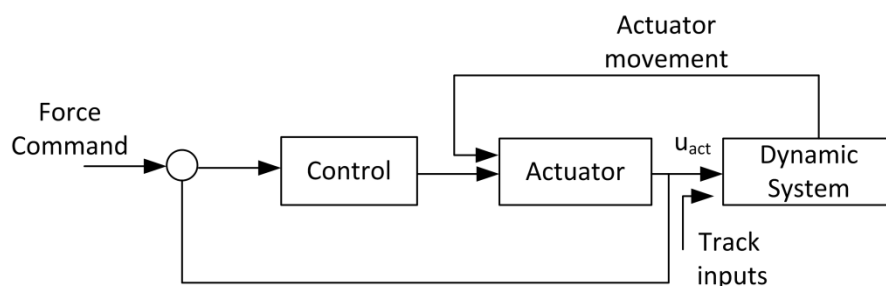 Actuator
movement
Force
Command
Control
Actuator
u_act
Dynamic
System
Track
inputs